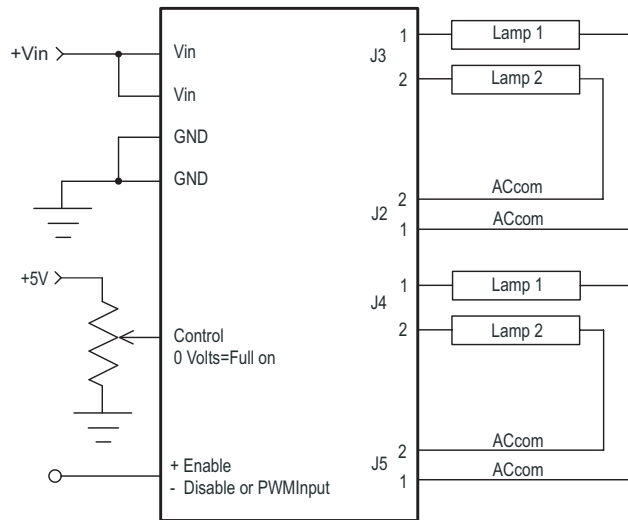 +Vin
Vin
Vin
GND
GND
+5V
Control
0 Volts=Full on
+ Enable
- Disable or PWMInput
1
J3
2
Lamp 1
Lamp 2
2
J2
1
ACcom
ACcom
1
J4
2
Lamp 1
Lamp 2
2
J5
1
ACcom
ACcom